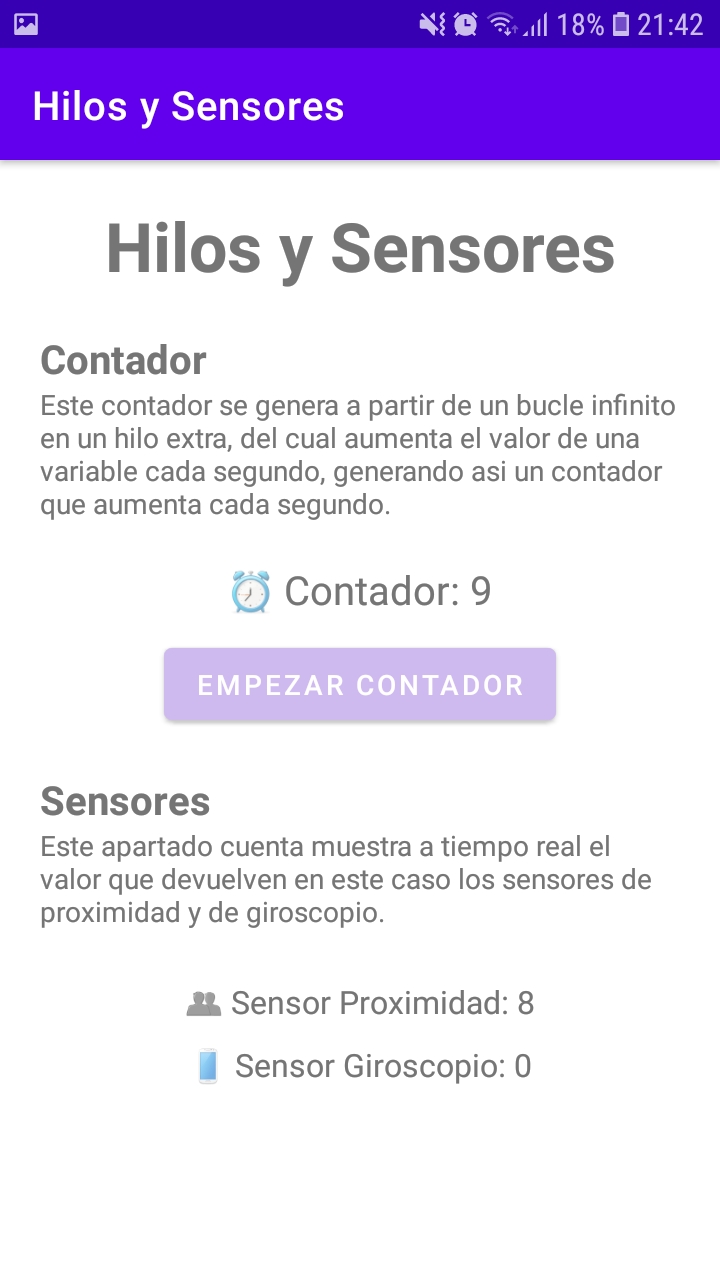 18% 21:42
Hilos y Sensores
Hilos y Sensores
Contador
Este contador se genera a partir de un bucle infinito
en un hilo extra, del cual aumenta el valor de una
variable cada segundo, generando asi un contador
que aumenta cada segundo.
Contador: 9
EMPEZAR CONTADOR
Sensores
Este apartado cuenta muestra a tiempo real el
valor que devuelven en este caso los sensores de
proximidad y de giroscopio.
Sensor Proximidad: 8
Sensor Giroscopio: 0